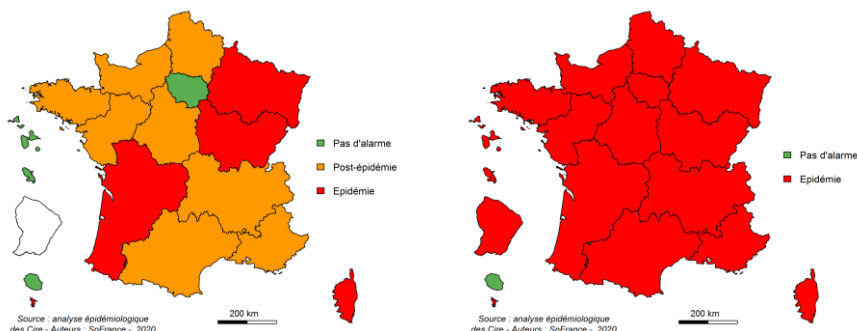 Pas d'alarme
Post-épidémie
Epidémie
200 km
Source : analyse épidémiologique
des Cire - Auteurs : SpFrance - 2020
Pas d'alarme
Epidémie
200 km
Source : analyse épidémiologique
des Cire - Auteurs : SpFrance - 2020